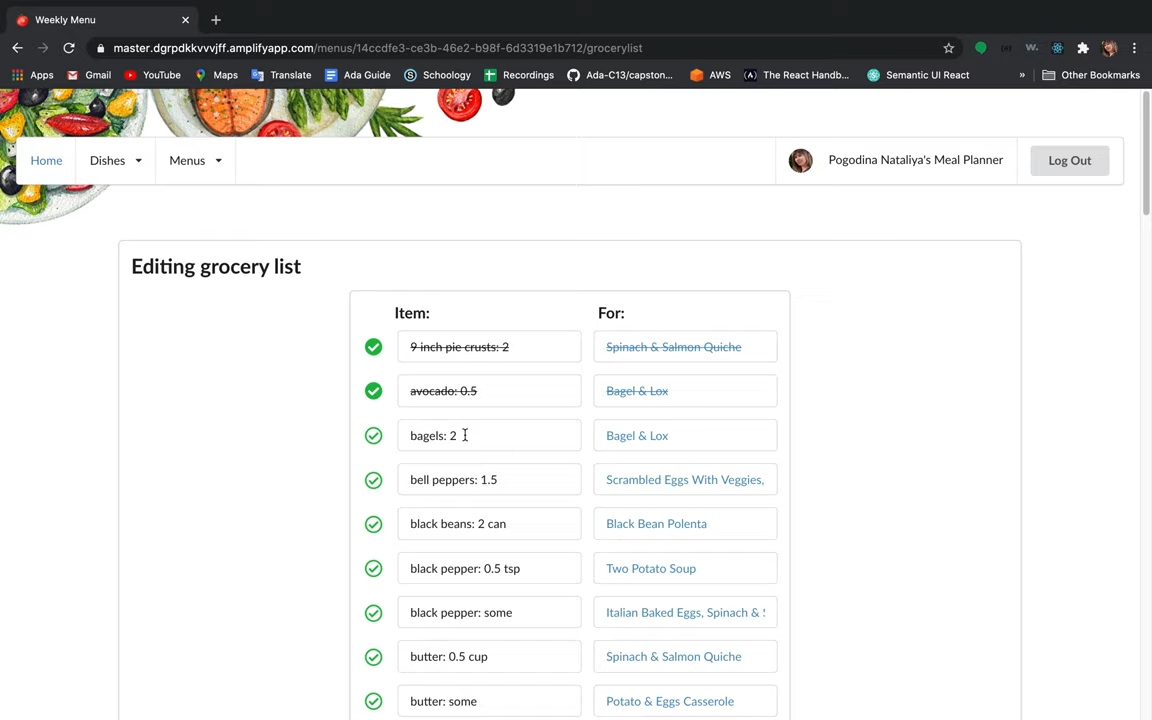 Weekly Menu
master.dgrpdkkvvvjff.amplifyapp.com/menus/14ccdfe3-ce3b-46e2-b98f-6d3319e1b712/grocerylist
Apps Gmail YouTube Maps Translate Ada Guide Schoology Recordings Ada-C13/capston... AWS The React Handb... Semantic UI React » Other Bookmarks
Home Dishes Menus Pogodina Nataliya's Meal Planner Log Out
Editing grocery list
Item: For:
9 inch pie crusts: 2 Spinach & Salmon Quiche
avocado: 0.5 Bagel & Lox
bagels: 2 Bagel & Lox
bell peppers: 1.5 Scrambled Eggs With Veggies,
black beans: 2 can Black Bean Polenta
black pepper: 0.5 tsp Two Potato Soup
black pepper: some Italian Baked Eggs, Spinach &
butter: 0.5 cup Spinach & Salmon Quiche
butter: some Potato & Eggs Casserole